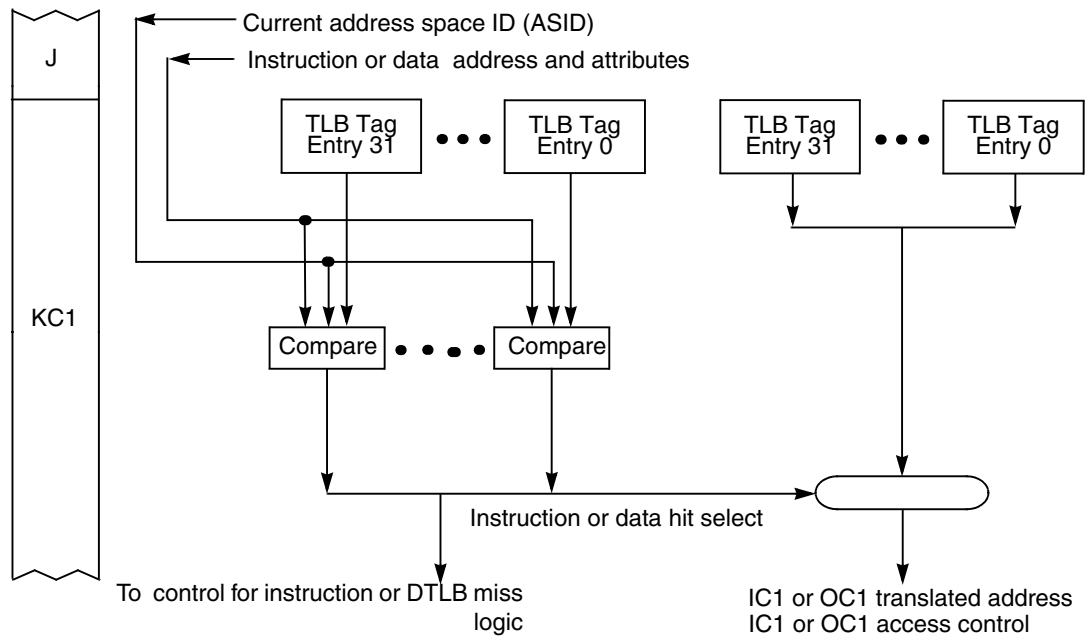 Current address space ID (ASID)
J
Instruction or data address and attributes
TLB Tag
Entry 31
TLB Tag
Entry 0
TLB Tag
Entry 31
TLB Tag
Entry 0
KC1
Compare
Compare
Instruction or data hit select
To control for instruction or DTLB miss
logic
IC1 or OC1 translated address
IC1 or OC1 access control